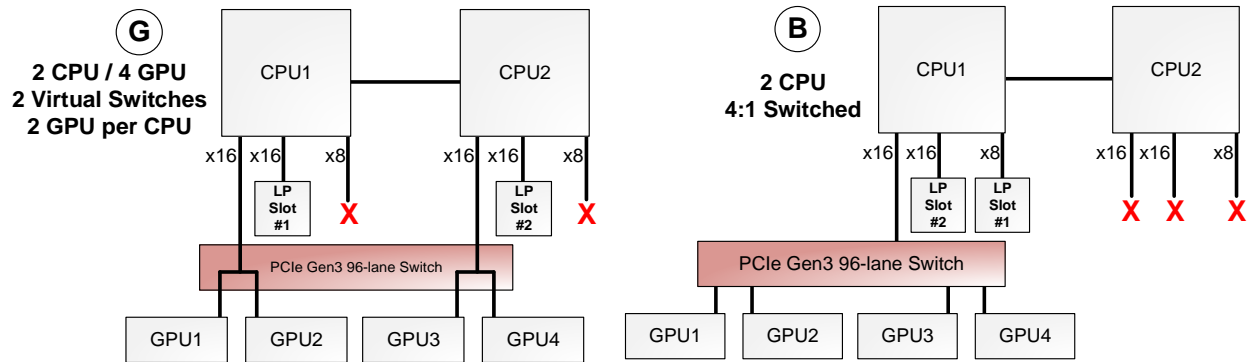 G
2 CPU / 4 GPU
2 Virtual Switches
2 GPU per CPU
CPU1
CPU2
x16
x16
x8
x16
x16
x8
LP
Slot
#1
X
LP
Slot
#2
X
PCIe Gen3 96-lane Switch
GPU1
GPU2
GPU3
GPU4
B
2 CPU
4:1 Switched
CPU1
CPU2
x16
x16
x8
x16
x16
x8
LP
Slot
#2
LP
Slot
#1
X
X
X
PCIe Gen3 96-lane Switch
GPU1
GPU2
GPU3
GPU4